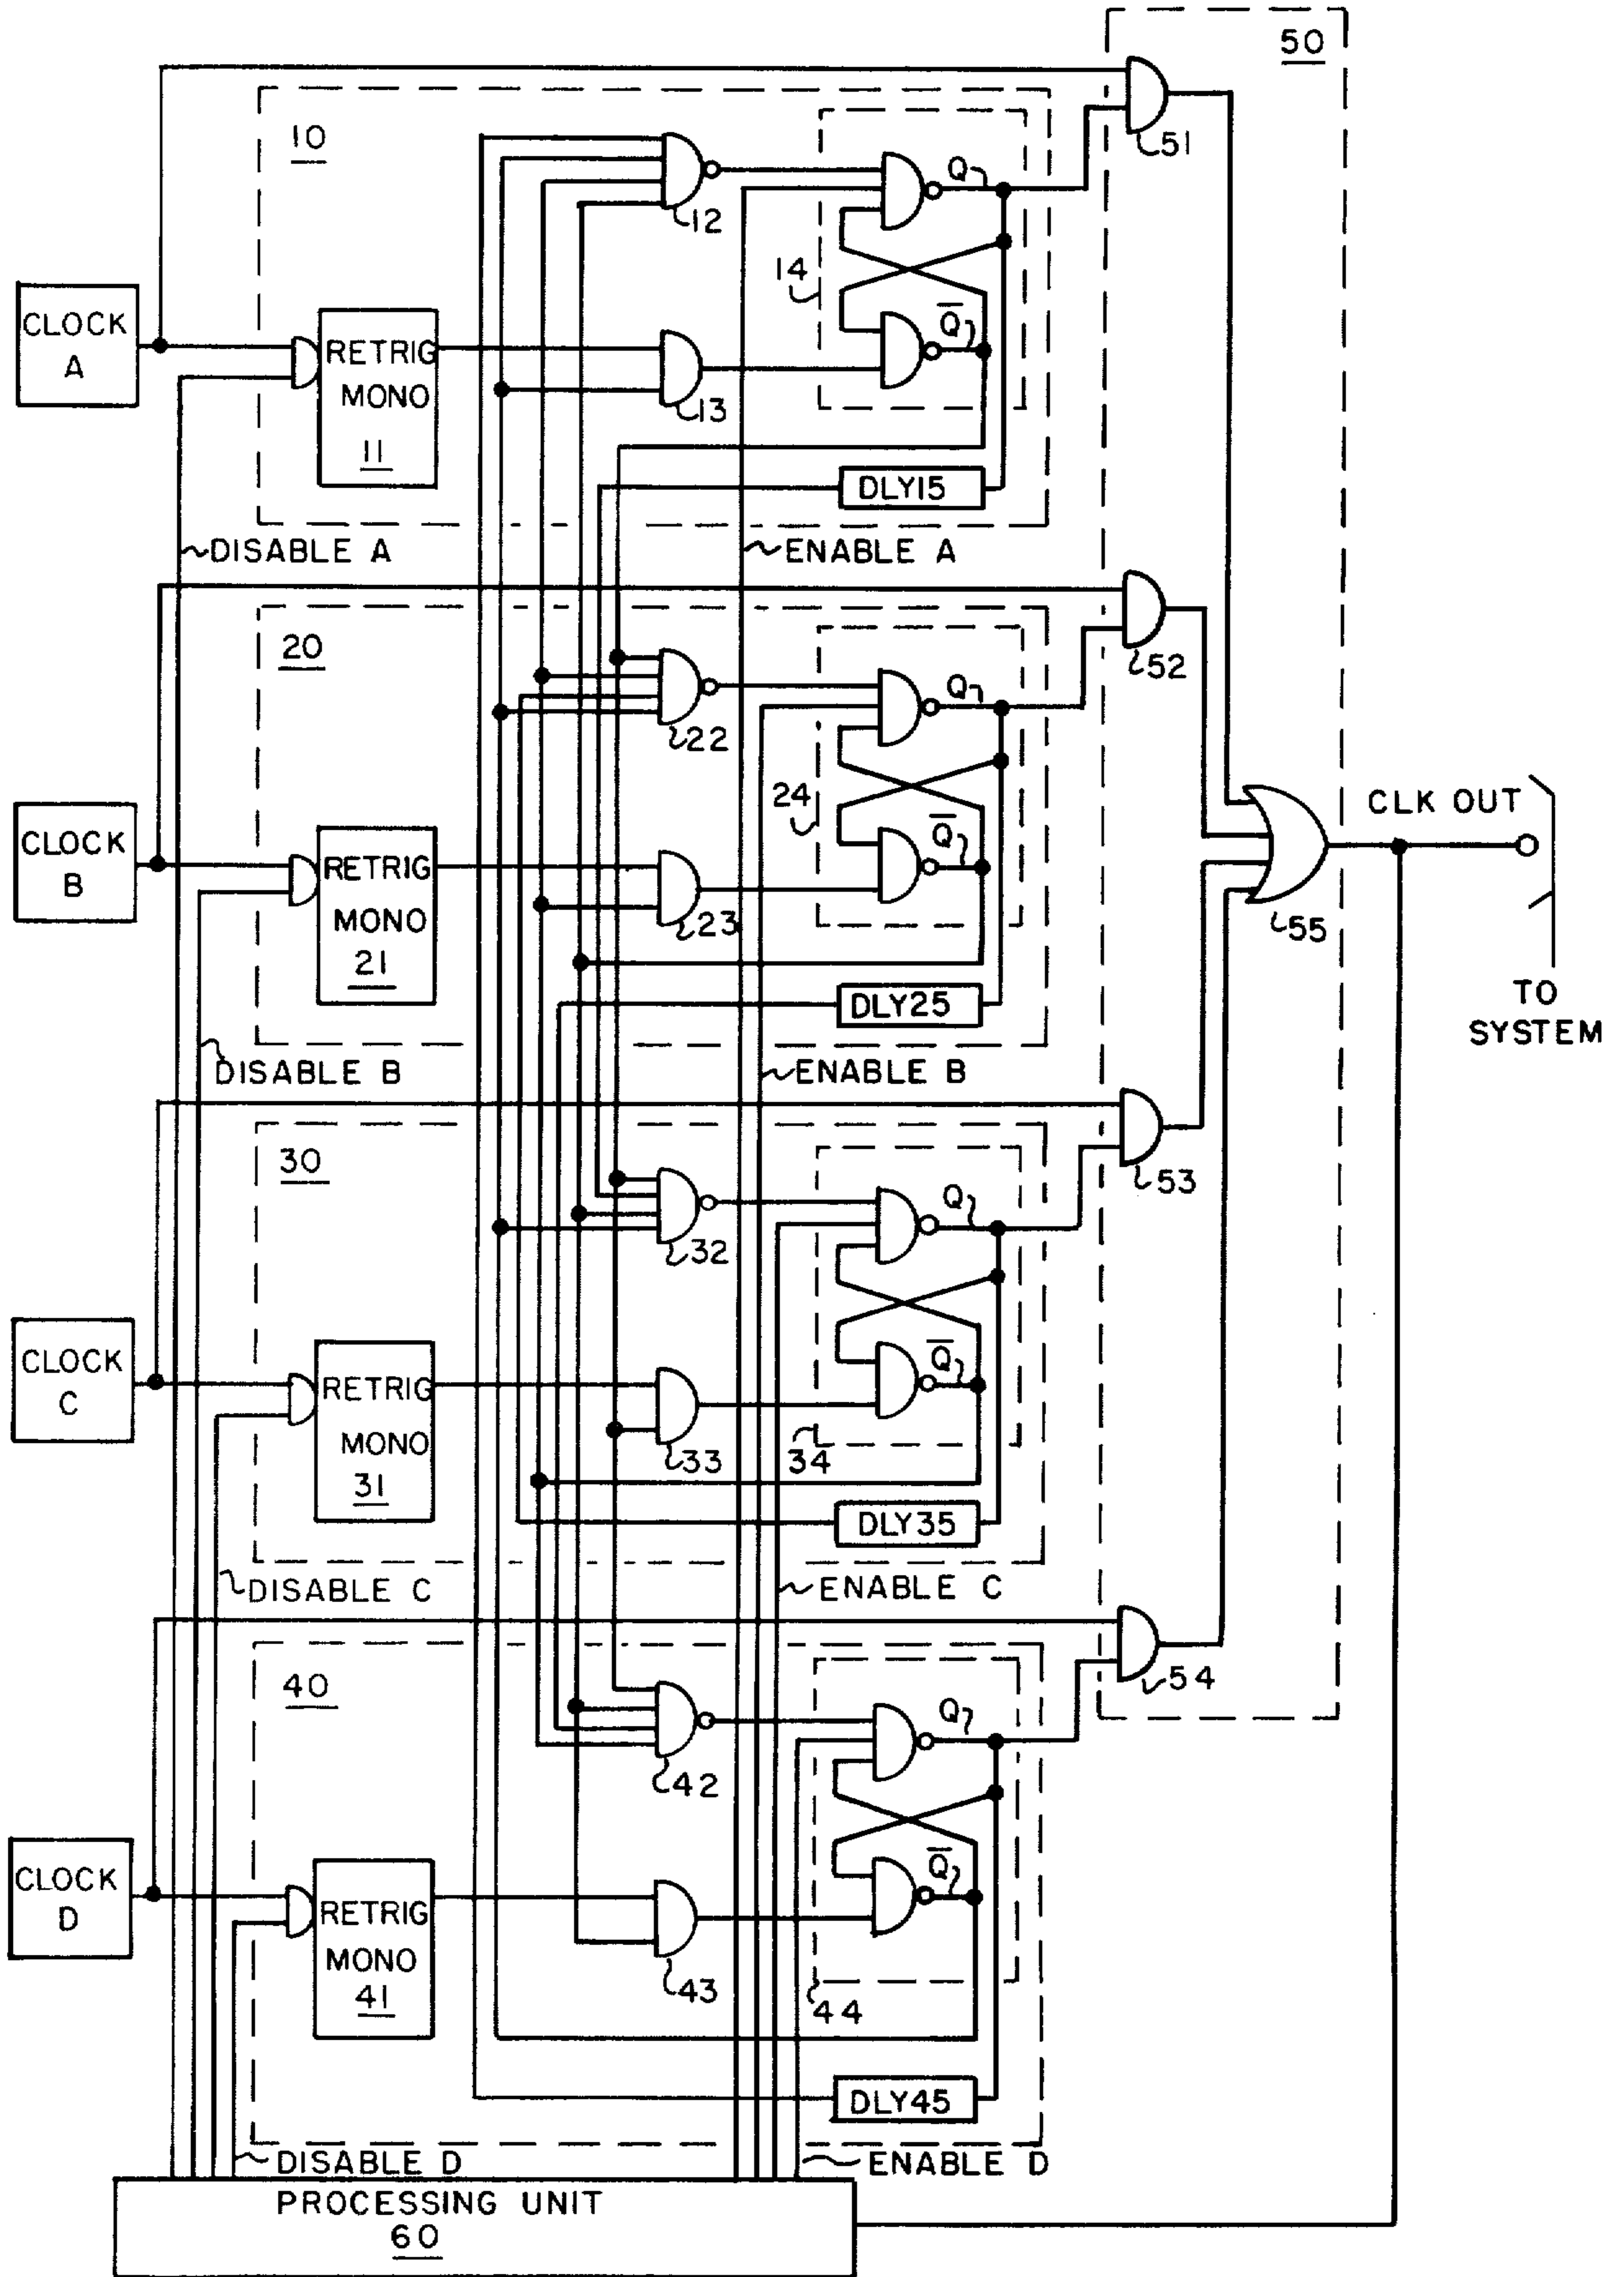 50
51
10
Q
12
14
CLOCK
A
RETRIG
MONO
11
Q̅
13
DLY15
DISABLE A
ENABLE A
52
20
Q
22
24
CLOCK
B
RETRIG
MONO
21
Q̅
23
CLK OUT
55
DLY25
TO
SYSTEM
DISABLE B
ENABLE B
53
30
Q
32
CLOCK
C
RETRIG
MONO
31
Q̅
33
34
DLY35
DISABLE C
ENABLE C
54
40
Q
42
CLOCK
D
RETRIG
MONO
41
Q̅
43
44
DLY45
DISABLE D
ENABLE D
PROCESSING UNIT
60